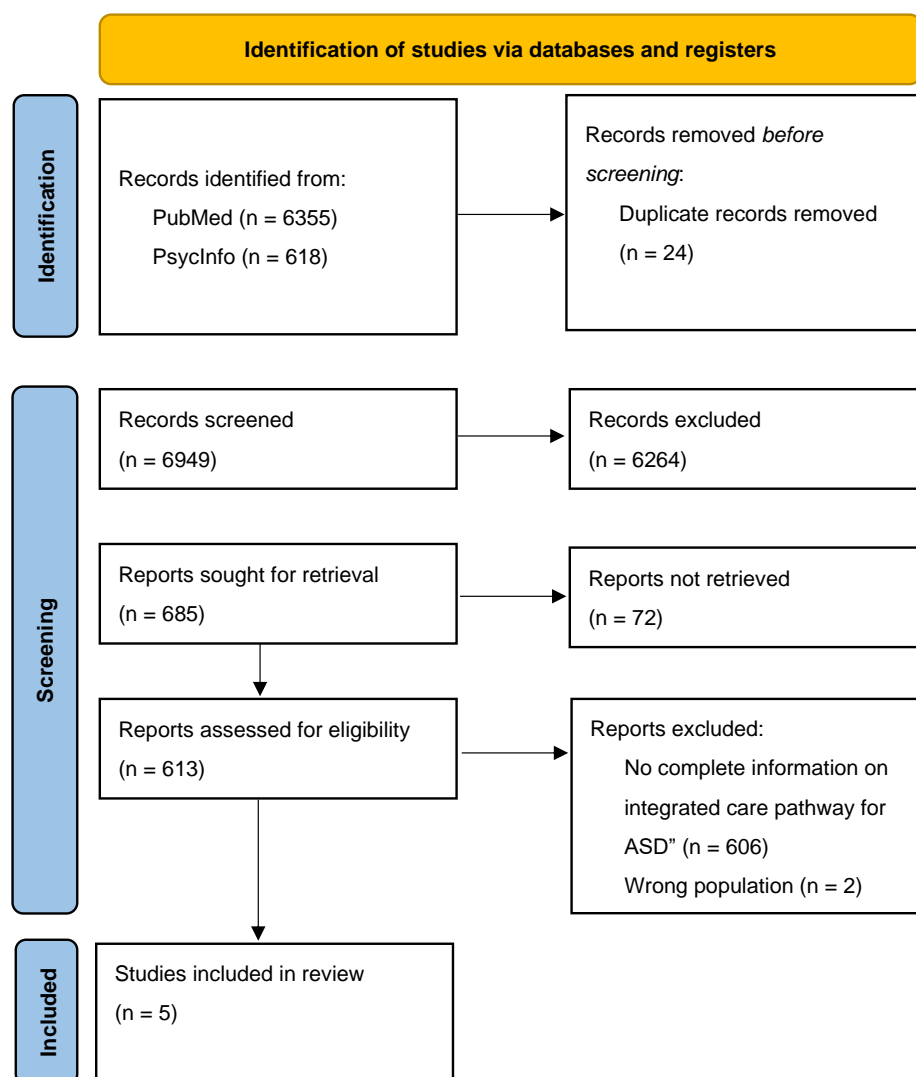 Identification of studies via databases and registers
Identification
Records identified from:
PubMed (n = 6355)
PsycInfo (n = 618)
Records removed before
screening:
Duplicate records removed
(n = 24)
Screening
Records screened
(n = 6949)
Records excluded
(n = 6264)
Reports sought for retrieval
(n = 685)
Reports not retrieved
(n = 72)
Reports assessed for eligibility
(n = 613)
Reports excluded:
No complete information on
integrated care pathway for
ASD” (n = 606)
Wrong population (n = 2)
Included
Studies included in review
(n = 5)